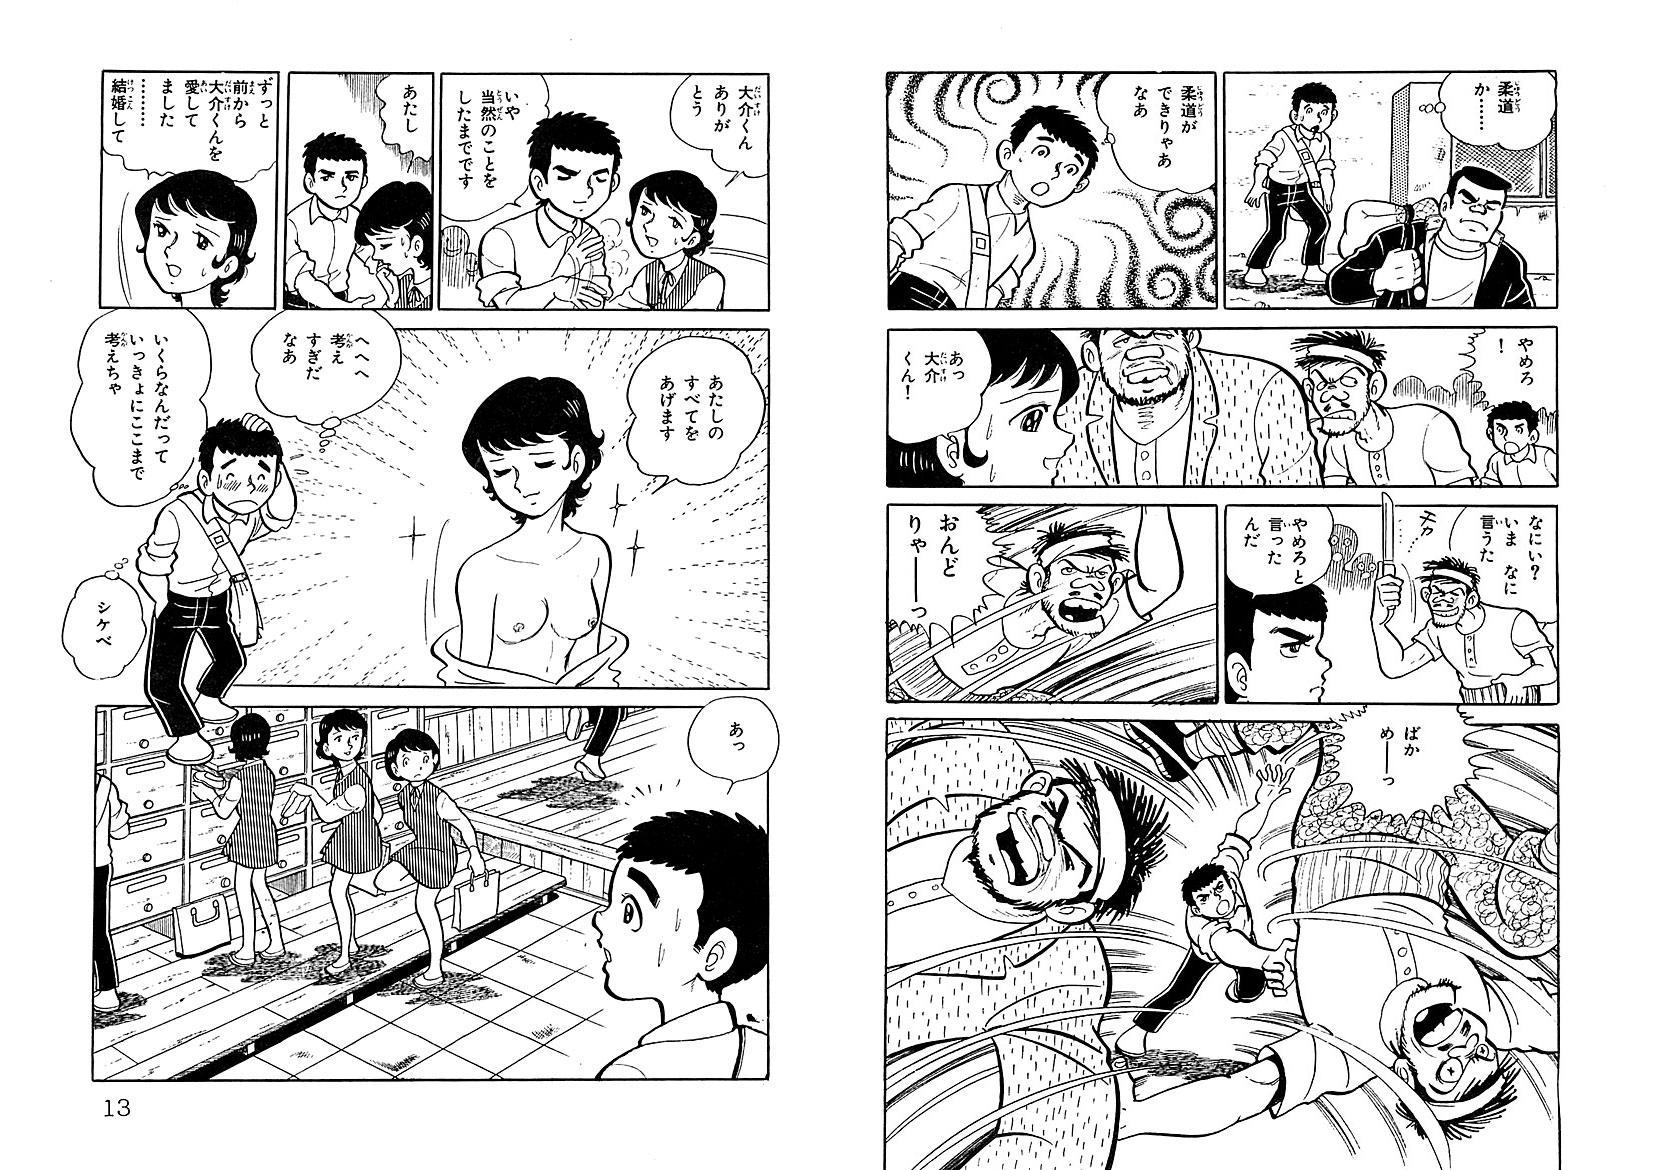 柔道
か……
柔道が
できりゃあ
なあ
やめろ
！
あっ
大介
くん！
なにい？
いま なに
言うた
チャ…
やめろと
言った
んだ
おんど
りゃ──っ
ばか
め──っ
大介くん
ありが
とう
いや
当然のことを
したまでです
あたし
ずっと
前から
大介くんを
愛して
ました
…………
結婚して
あたしの
すべてを
あげます
へへへ
考え
すぎだ
なあ
いくらなんだって
いっきょにここまで
考えちゃ
シケベ
あっ
13